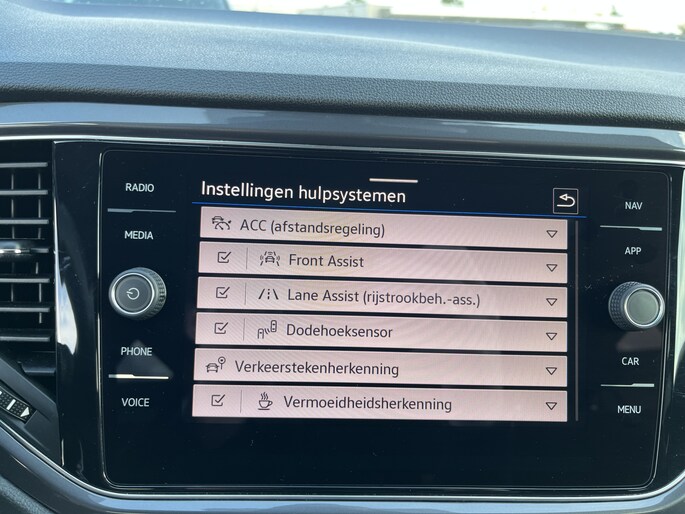 RADIO
MEDIA
PHONE
VOICE
Instellingen hulpsystemen
ACC (afstandsregeling)
Front Assist
Lane Assist (rijstrookbeh.-ass.)
Dodehoeksensor
Verkeerstekenherkenning
Vermoeidheidsherkenning
NAV
APP
CAR
MENU